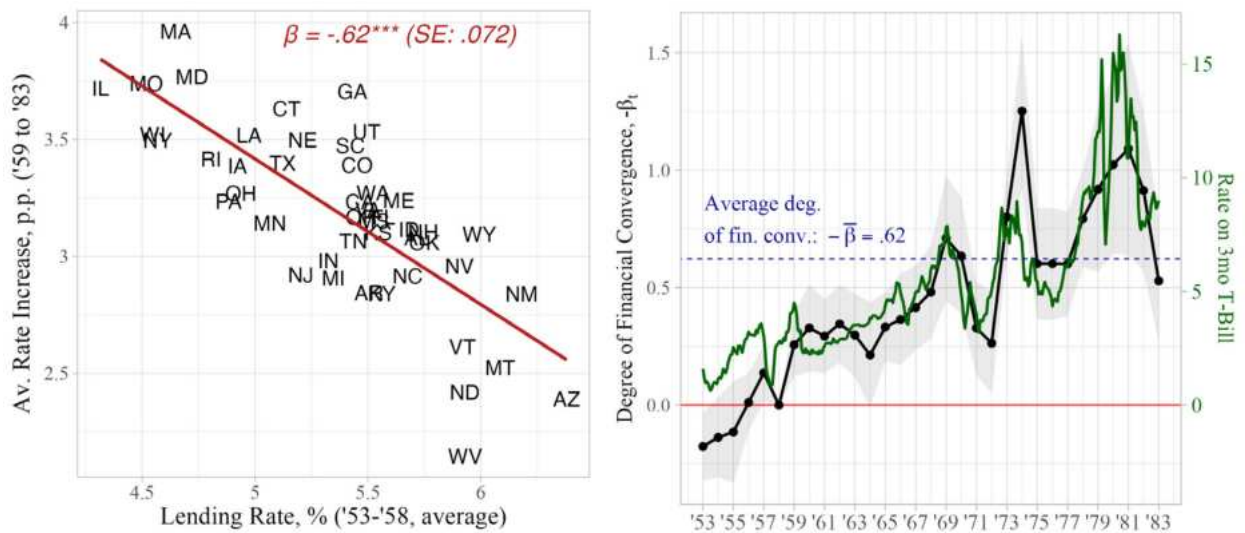 β = -.62*** (SE: .072)
Av. Rate Increase, p.p. ('59 to '83)
4
3.5
3
2.5
MA
IL
MO
MD
GA
CT
WI
NY
LA
NE
UT
SC
RI
IA
TX
CO
OH
PA
WA
ME
MN
TN
WY
IN
NJ
MI
NC
NV
KY
NM
VT
MT
ND
AZ
WV
4.5
5
5.5
6
Lending Rate, % ('53-'58, average)
Degree of Financial Convergence, -βt
1.5
1.0
0.5
0.0
Average deg.
of fin. conv.: -β̅ = .62
15
10
5
0
Rate on 3mo T-Bill
'53 '55 '57 '59 '61 '63 '65 '67 '69 '71 '73 '75 '77 '79 '81 '83